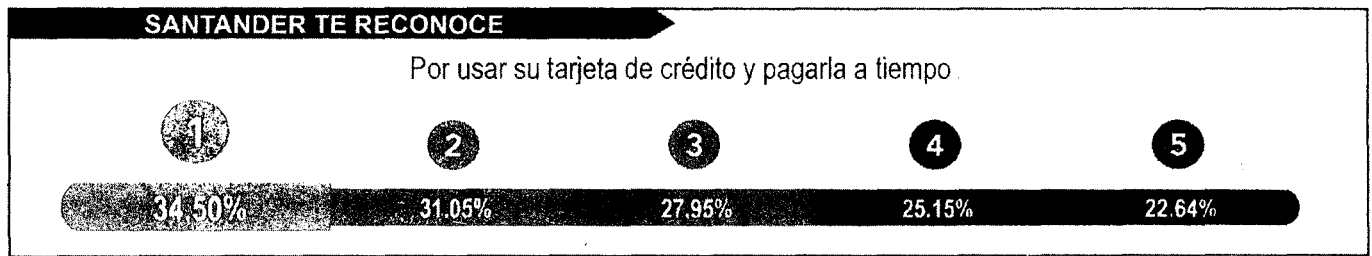 SANTANDER TE RECONOCE
Por usar su tarjeta de crédito y pagarla a tiempo
1 2 3 4 5
34.50% 31.05% 27.95% 25.15% 22.64%